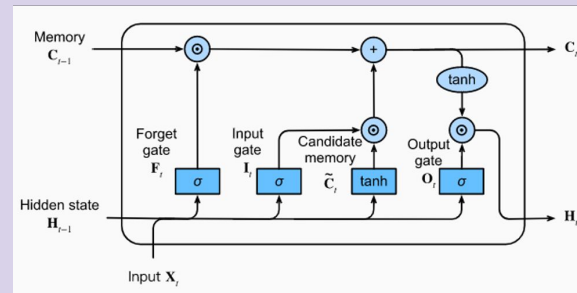 Memory
C_{t-1}
⊙
+
C_t
tanh
Forget gate
F_t
Input gate
I_t
Candidate memory
C̃_t
⊙
Output gate
O_t
⊙
σ
σ
tanh
σ
Hidden state
H_{t-1}
H_t
Input X_t